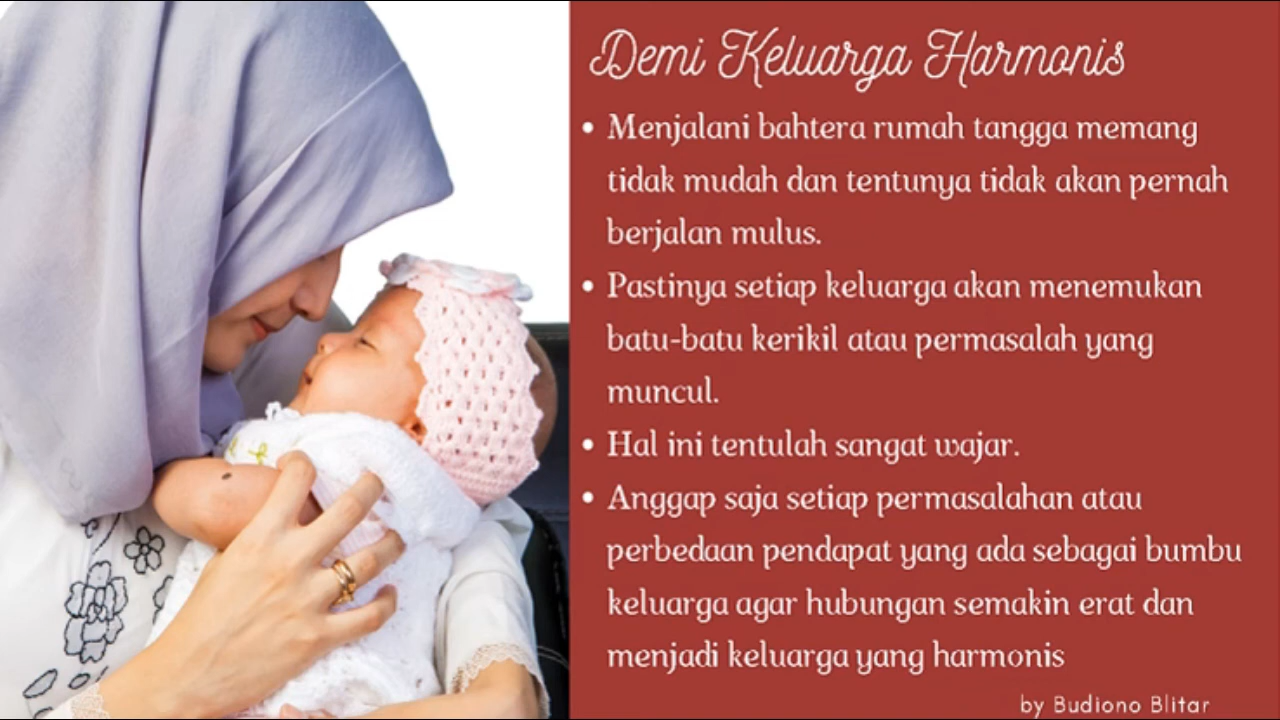 Demi Keluarga Harmonis
• Menjalani bahtera rumah tangga memang
tidak mudah dan tentunya tidak akan pernah
berjalan mulus.
• Pastinya setiap keluarga akan menemukan
batu-batu kerikil atau permasalah yang
muncul.
• Hal ini tentulah sangat wajar.
• Anggap saja setiap permasalahan atau
perbedaan pendapat yang ada sebagai bumbu
keluarga agar hubungan semakin erat dan
menjadi keluarga yang harmonis
by Budiono Blitar